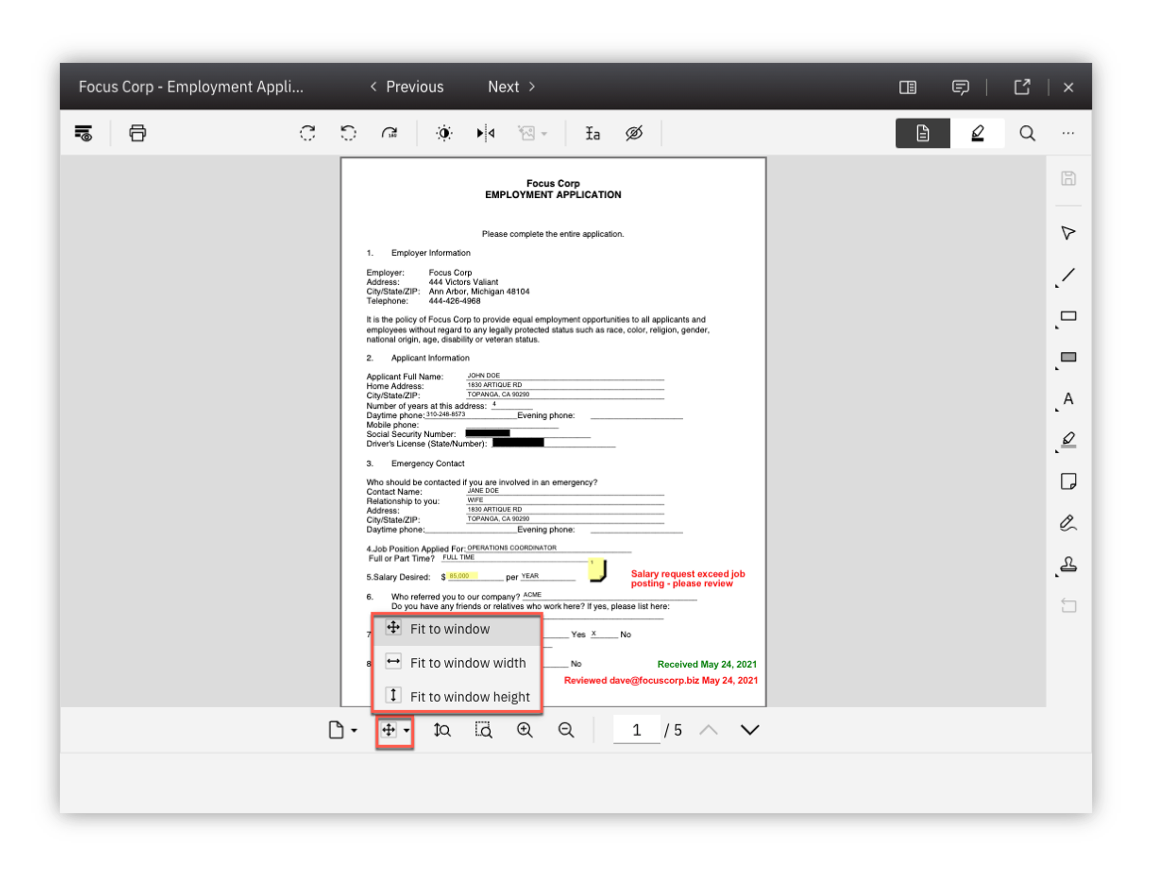 Focus Corp - Employment Appli...
Previous
Next
180
Ia
A
Focus Corp
EMPLOYMENT APPLICATION
Please complete the entire application.
1. Employer Information
Employer: Focus Corp
Address: 444 Victors Valiant
City/State/ZIP: Ann Arbor, Michigan 48104
Telephone: 444-426-4968
It is the policy of Focus Corp to provide equal employment opportunities to all applicants and
employees without regard to any legally protected status such as race, color, religion, gender,
national origin, age, disability or veteran status.
2. Applicant Information
Applicant Full Name: JOHN DOE
Home Address: 1830 ARTIQUE RD
City/State/ZIP: TOPANGA, CA 90290
Number of years at this address: 4
Daytime phone: 310-248-8573 Evening phone:
Mobile phone:
Social Security Number:
Driver's License (State/Number):
3. Emergency Contact
Who should be contacted if you are involved in an emergency?
Contact Name: JANE DOE
Relationship to you: WIFE
Address: 1830 ARTIQUE RD
City/State/ZIP: TOPANGA, CA 90290
Daytime phone: Evening phone:
4.Job Position Applied For: OPERATIONS COORDINATOR
Full or Part Time? FULL TIME
5.Salary Desired: $ 85,000 per YEAR
Salary request exceed job
posting - please review
6. Who referred you to our company? ACME
Do you have any friends or relatives who work here? If yes, please list here:
7 Yes X No
8 No
Received May 24, 2021
Reviewed dave@focuscorp.biz May 24, 2021
Fit to window
Fit to window width
Fit to window height
1 / 5